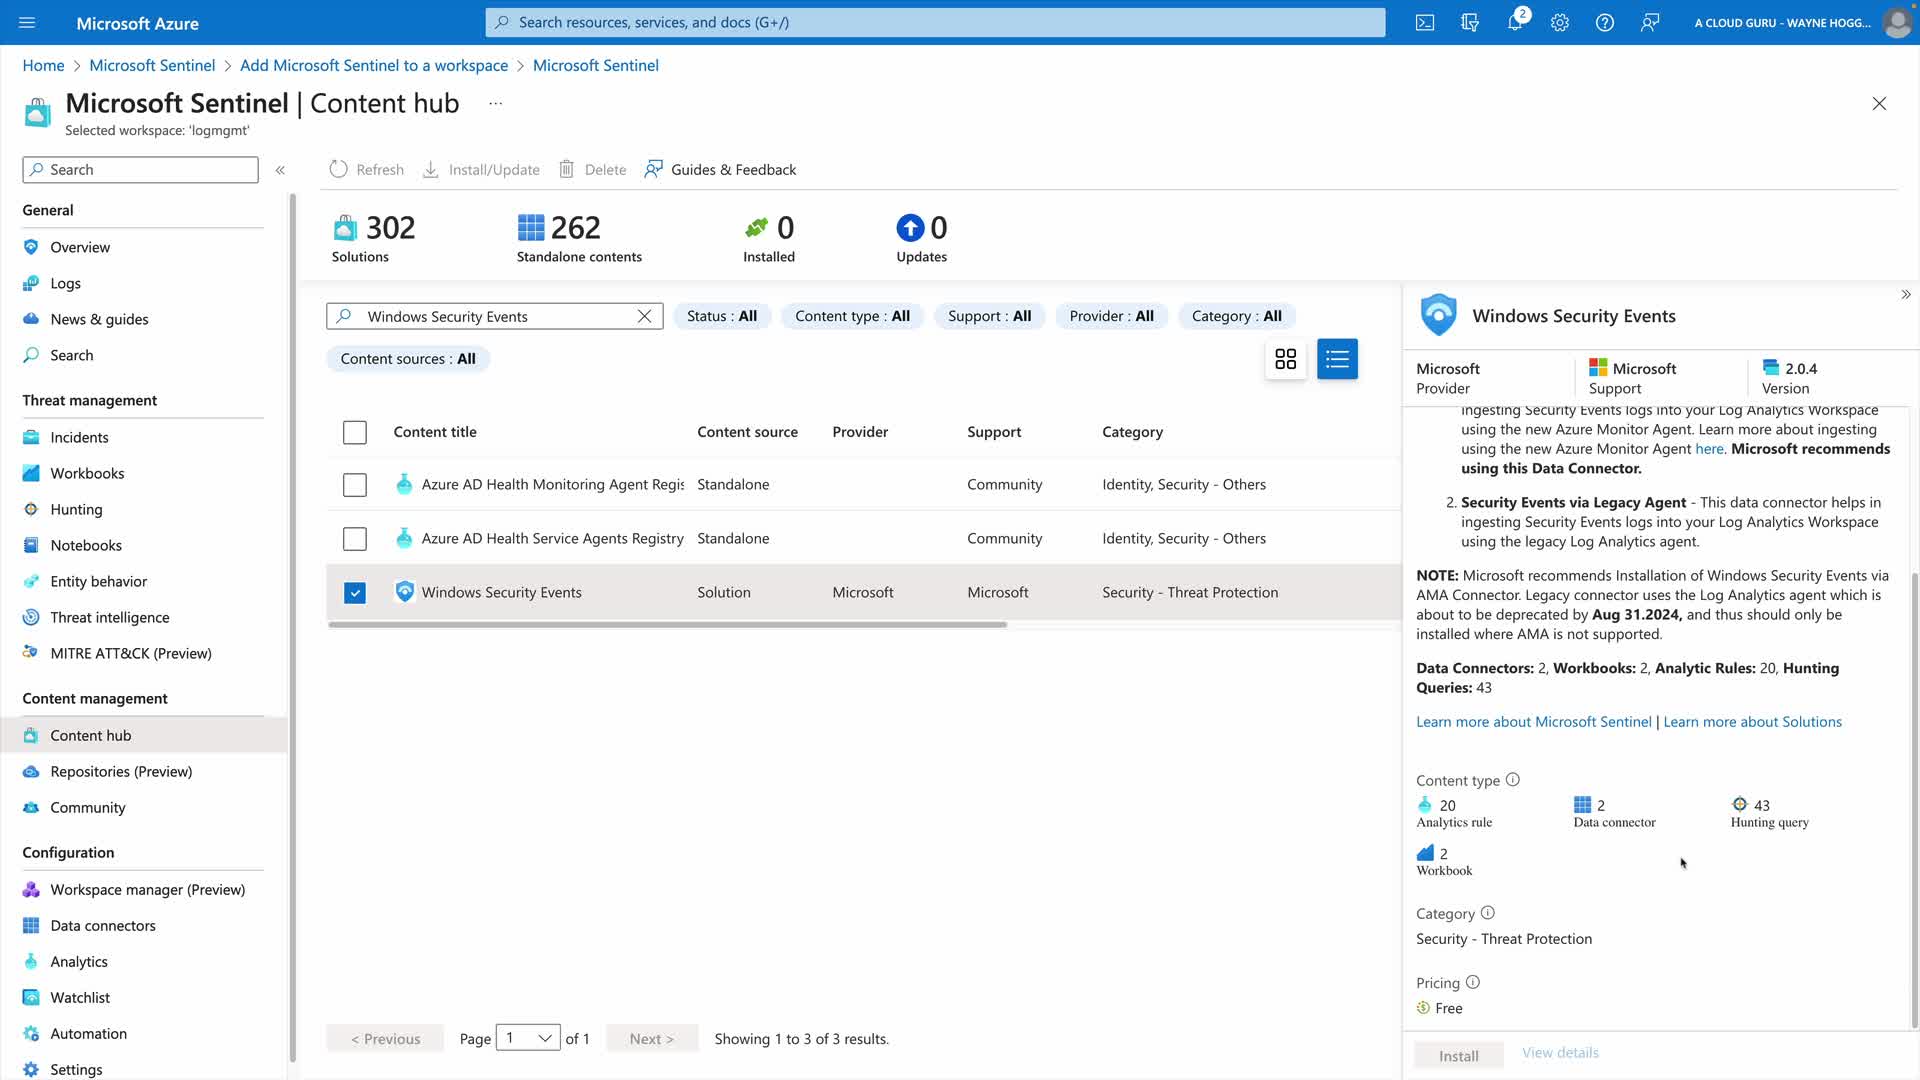 Microsoft Azure
Search resources, services, and docs (G+/)
2
A CLOUD GURU - WAYNE HOGG...
Home > Microsoft Sentinel > Add Microsoft Sentinel to a workspace > Microsoft Sentinel
Microsoft Sentinel | Content hub ...
Selected workspace: 'logmgmt'
Search
«
General
Overview
Logs
News & guides
Search
Threat management
Incidents
Workbooks
Hunting
Notebooks
Entity behavior
Threat intelligence
MITRE ATT&CK (Preview)
Content management
Content hub
Repositories (Preview)
Community
Configuration
Workspace manager (Preview)
Data connectors
Analytics
Watchlist
Automation
Settings
Refresh
Install/Update
Delete
Guides & Feedback
302
Solutions
262
Standalone contents
0
Installed
0
Updates
Windows Security Events
Status : All
Content type : All
Support : All
Provider : All
Category : All
Content sources : All
Content title Content source Provider Support Category
Azure AD Health Monitoring Agent Regis Standalone Community Identity, Security - Others
Azure AD Health Service Agents Registry Standalone Community Identity, Security - Others
Windows Security Events Solution Microsoft Microsoft Security - Threat Protection
< Previous
Page 1 of 1
Next >
Showing 1 to 3 of 3 results.
»
Windows Security Events
Microsoft
Provider
Microsoft
Support
2.0.4
Version
ingesting Security Events logs into your Log Analytics Workspace
using the new Azure Monitor Agent. Learn more about ingesting
using the new Azure Monitor Agent here. Microsoft recommends
using this Data Connector.
2. Security Events via Legacy Agent - This data connector helps in
ingesting Security Events logs into your Log Analytics Workspace
using the legacy Log Analytics agent.
NOTE: Microsoft recommends Installation of Windows Security Events via
AMA Connector. Legacy connector uses the Log Analytics agent which is
about to be deprecated by Aug 31.2024, and thus should only be
installed where AMA is not supported.
Data Connectors: 2, Workbooks: 2, Analytic Rules: 20, Hunting
Queries: 43
Learn more about Microsoft Sentinel | Learn more about Solutions
Content type
20
Analytics rule
2
Data connector
43
Hunting query
2
Workbook
Category
Security - Threat Protection
Pricing
Free
Install
View details